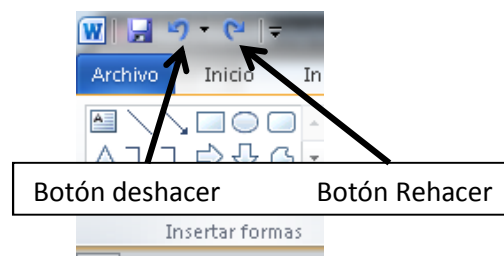 W
Archivo Inicio In
A
Botón deshacer Botón Rehacer
Insertar formas